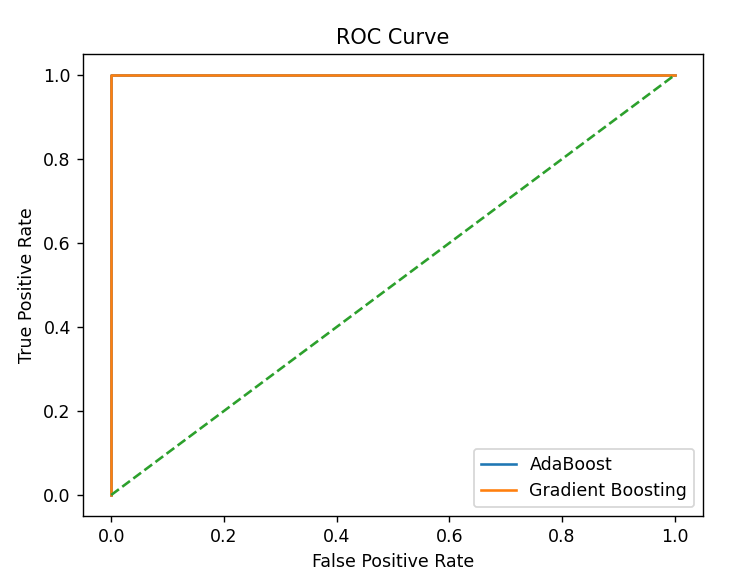 ROC Curve
True Positive Rate
1.0
0.8
0.6
0.4
0.2
0.0
AdaBoost
Gradient Boosting
0.0 0.2 0.4 0.6 0.8 1.0
False Positive Rate